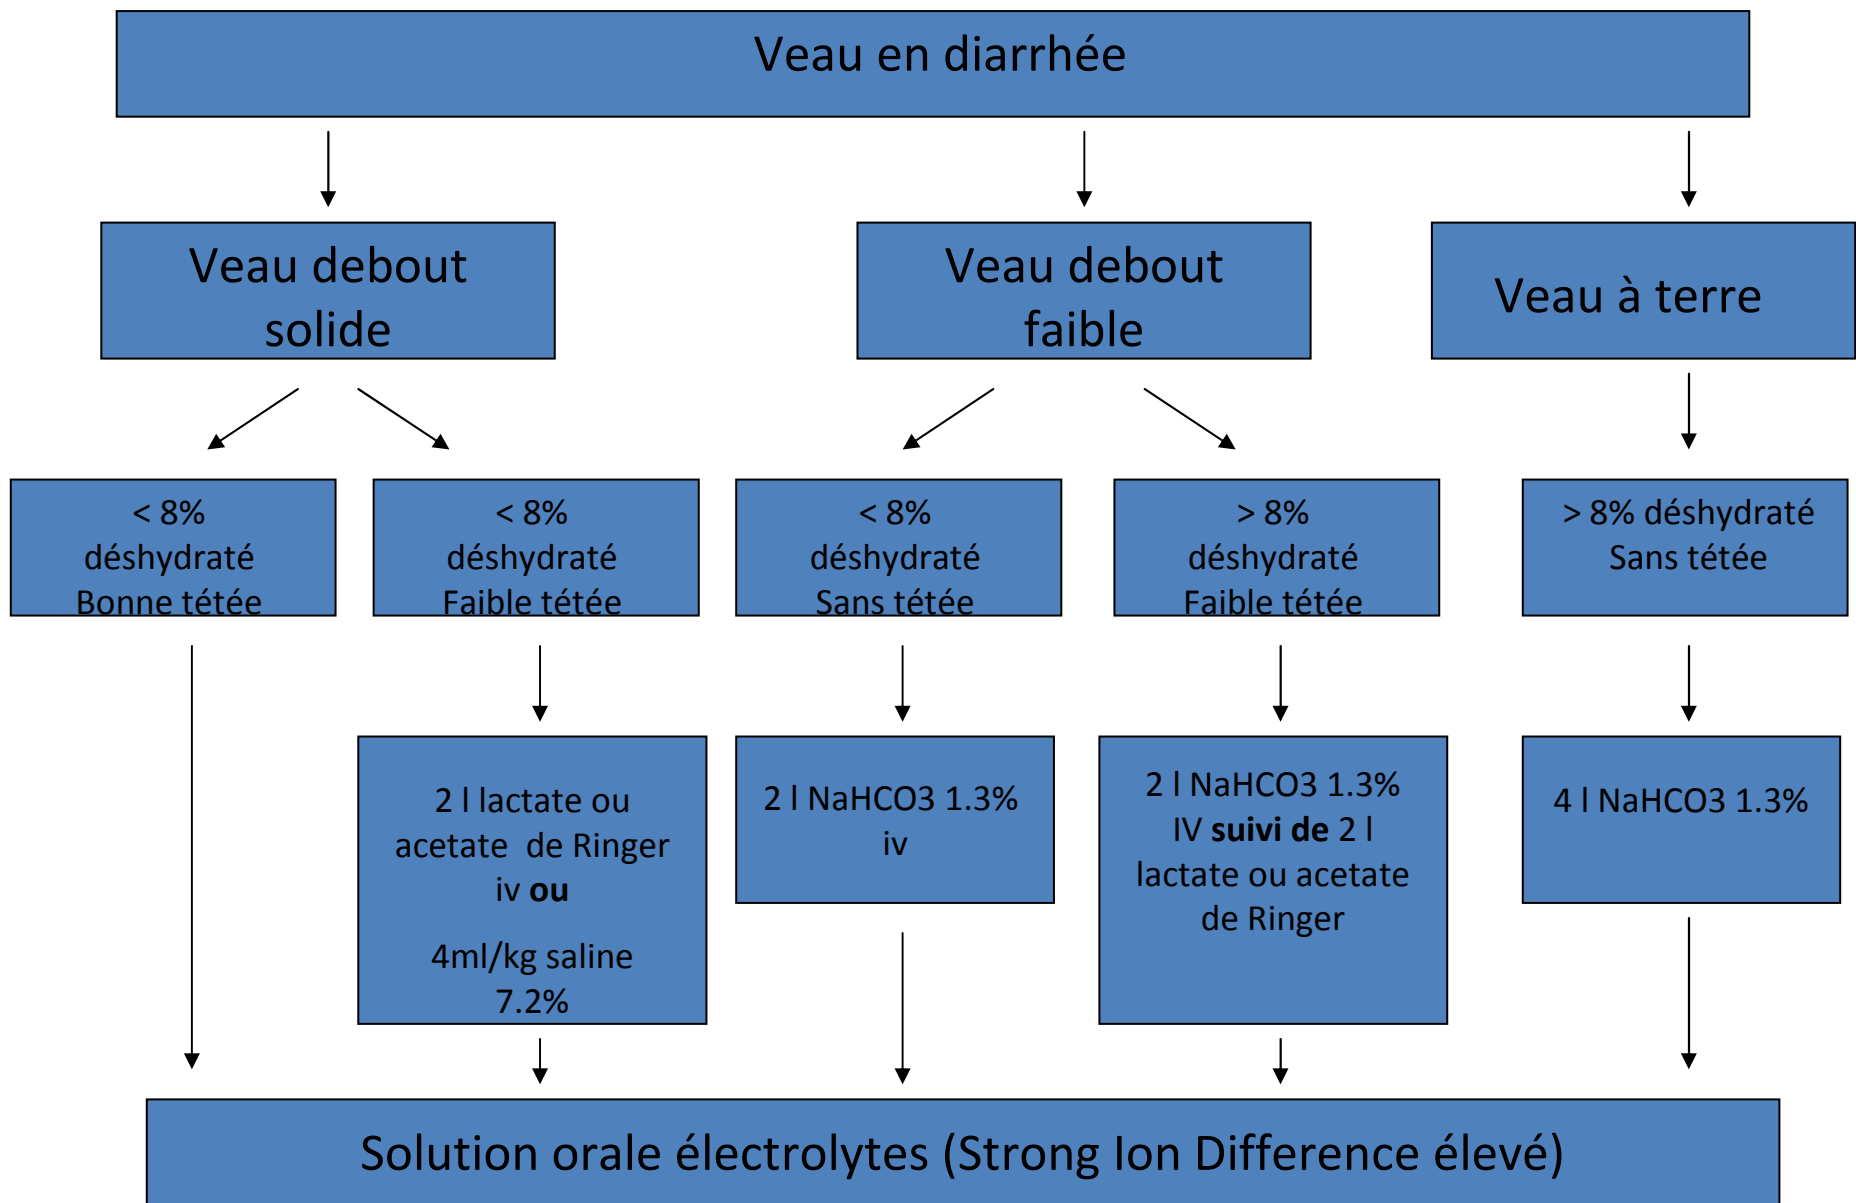 Veau en diarrhée
Veau debout
solide
Veau debout
faible
Veau à terre
< 8%
déshydraté
Bonne tétée
< 8%
déshydraté
Faible tétée
< 8%
déshydraté
Sans tétée
> 8%
déshydraté
Faible tétée
> 8% déshydraté
Sans tétée
2 l lactate ou
acetate de Ringer
iv ou
4ml/kg saline
7.2%
2 l NaHCO3 1.3%
iv
2 l NaHCO3 1.3%
IV suivi de 2 l
lactate ou acetate
de Ringer
4 l NaHCO3 1.3%
Solution orale électrolytes (Strong Ion Difference élevé)